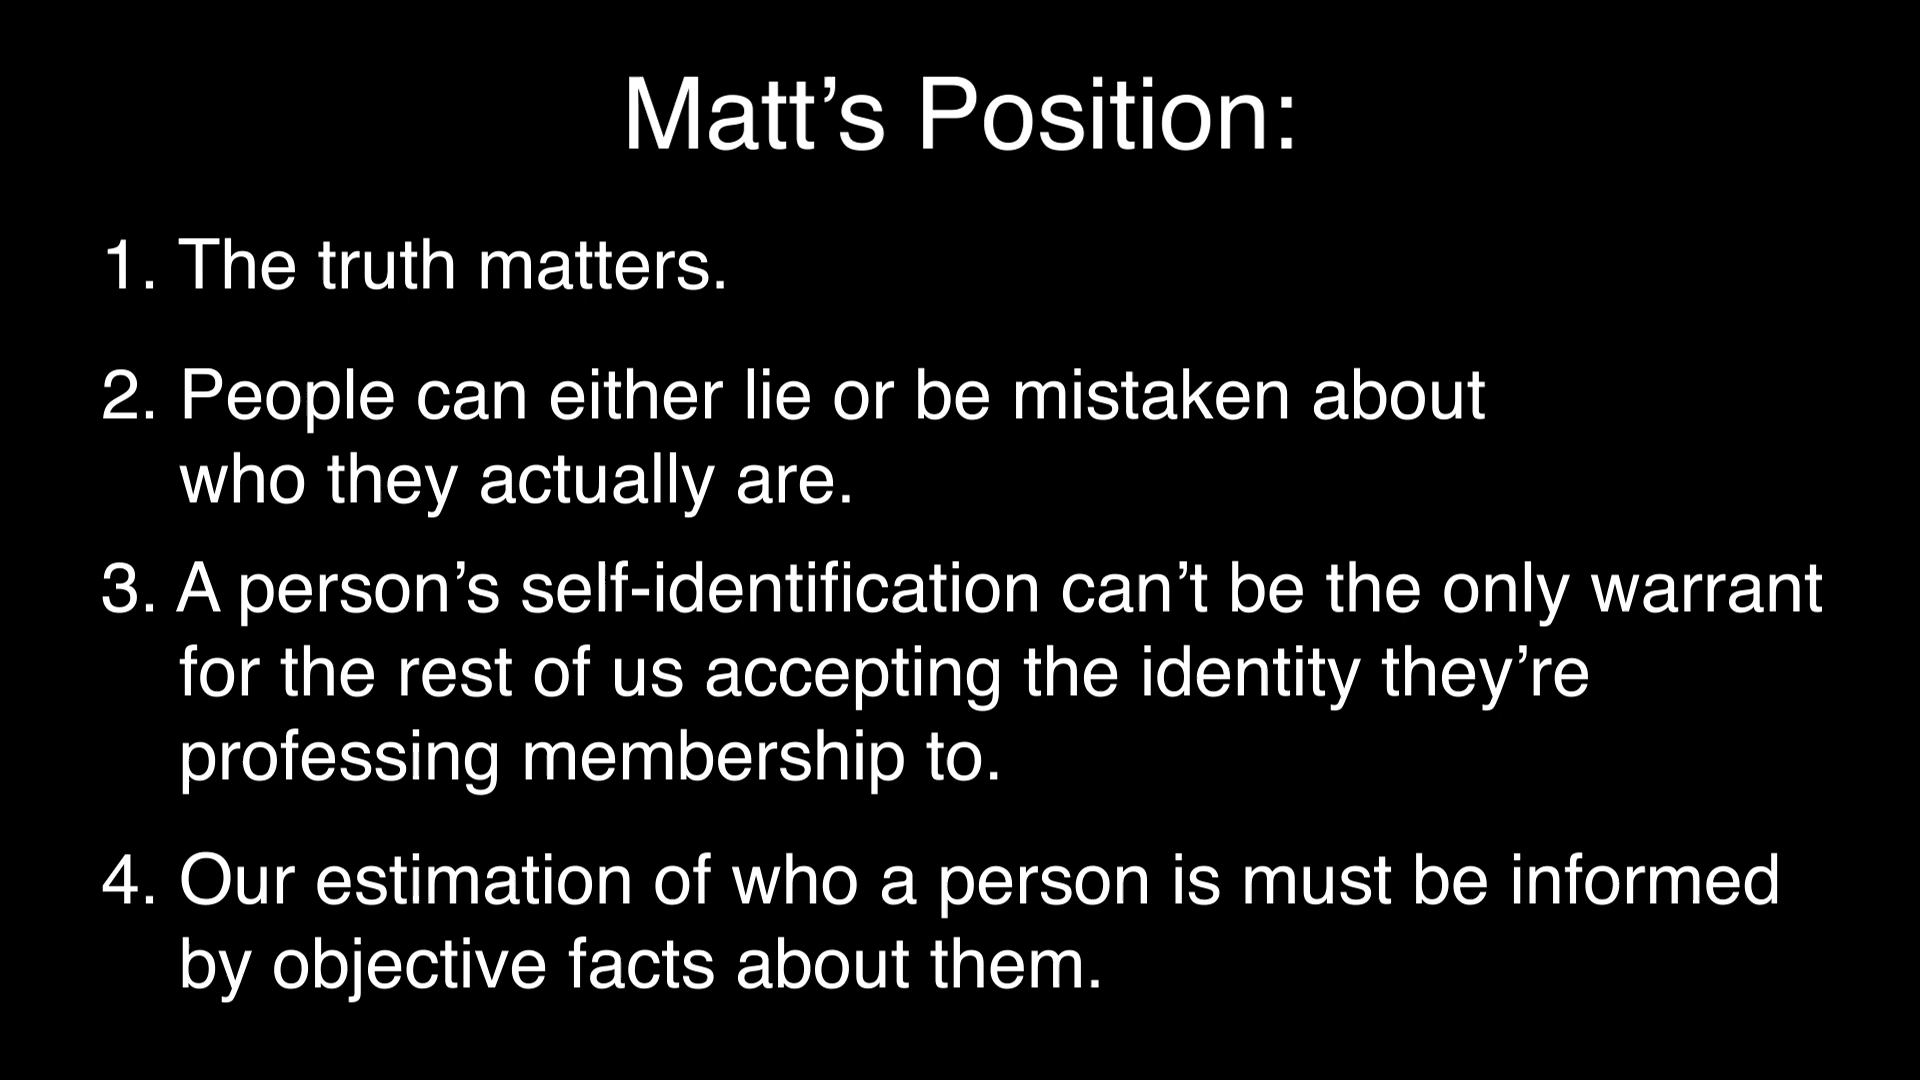 Matt’s Position:
1. The truth matters.
2. People can either lie or be mistaken about
who they actually are.
3. A person’s self-identification can’t be the only warrant
for the rest of us accepting the identity they’re
professing membership to.
4. Our estimation of who a person is must be informed
by objective facts about them.